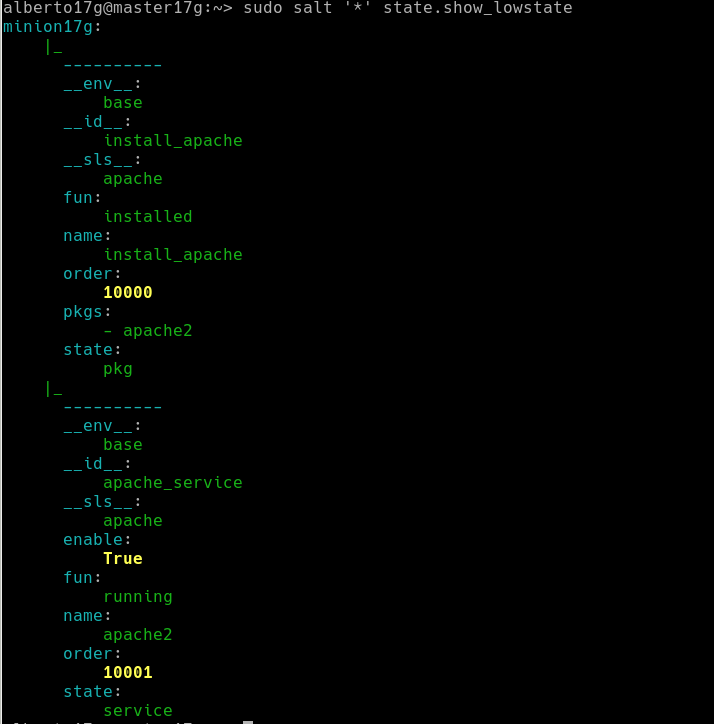 alberto17g@master17g:~> sudo salt '*' state.show_lowstate
minion17g:
    |_
      ----------
      __env__:
          base
      __id__:
          install_apache
      __sls__:
          apache
      fun:
          installed
      name:
          install_apache
      order:
          10000
      pkgs:
          - apache2
      state:
          pkg
    |_
      ----------
      __env__:
          base
      __id__:
          apache_service
      __sls__:
          apache
      enable:
          True
      fun:
          running
      name:
          apache2
      order:
          10001
      state:
          service